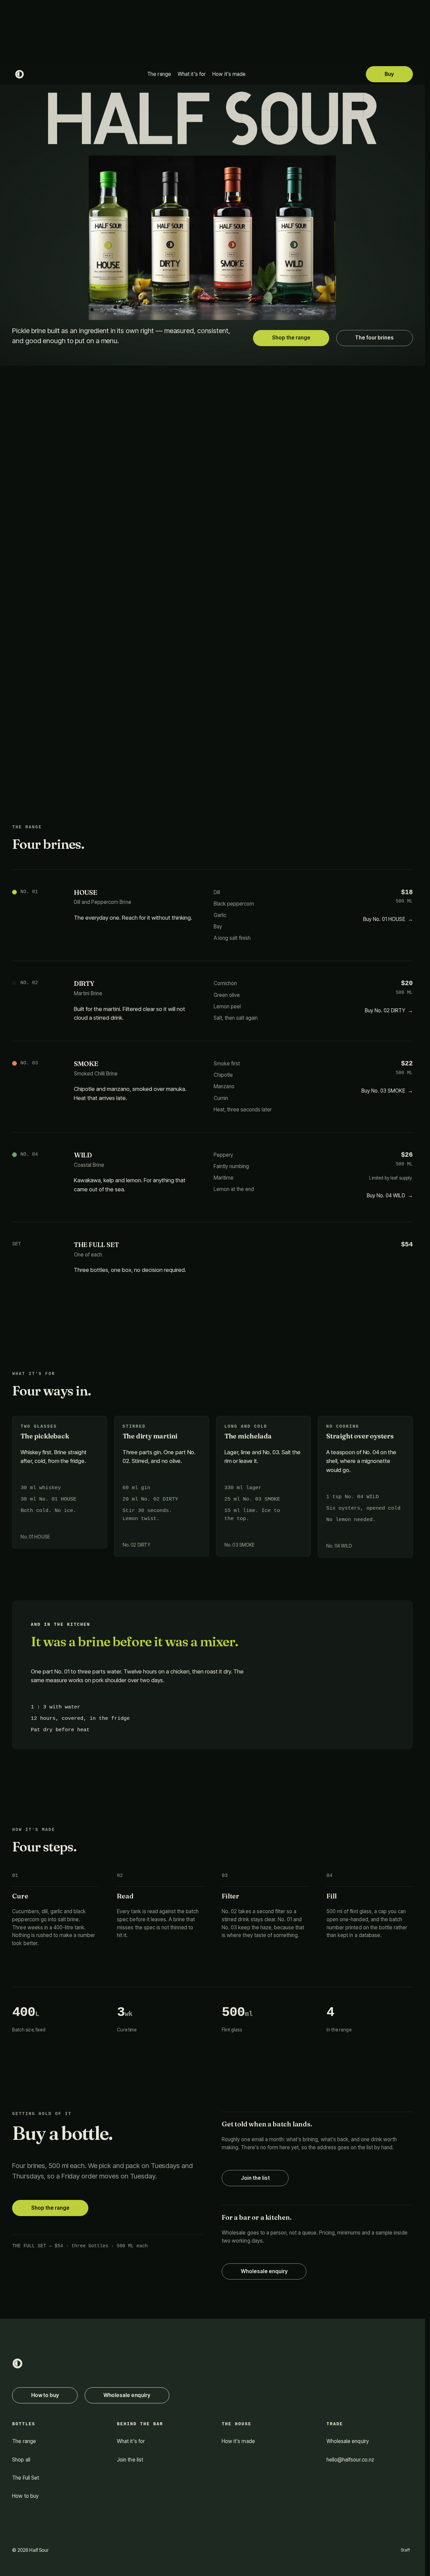 The range What it's for How it's made
Buy
HALF SOUR
HALF SOUR HALF SOUR HALF SOUR HALF SOUR
HOUSE DIRTY SMOKE WILD
Pickle brine built as an ingredient in its own right — measured, consistent,
and good enough to put on a menu.
Shop the range
The four brines
THE RANGE
Four brines.
NO. 01
HOUSE
Dill and Peppercorn Brine
The everyday one. Reach for it without thinking.
Dill
Black peppercorn
Garlic
Bay
A long salt finish
$18
500 ML
Buy No. 01 HOUSE →
NO. 02
DIRTY
Martini Brine
Built for the martini. Filtered clear so it will not
cloud a stirred drink.
Cornichon
Green olive
Lemon peel
Salt, then salt again
$20
500 ML
Buy No. 02 DIRTY →
NO. 03
SMOKE
Smoked Chilli Brine
Chipotle and manzano, smoked over manuka.
Heat that arrives late.
Smoke first
Chipotle
Manzano
Cumin
Heat, three seconds later
$22
500 ML
Buy No. 03 SMOKE →
NO. 04
WILD
Coastal Brine
Kawakawa, kelp and lemon. For anything that
came out of the sea.
Peppery
Faintly numbing
Maritime
Lemon at the end
$26
500 ML
Limited by leaf supply.
Buy No. 04 WILD →
SET
THE FULL SET
One of each
Three bottles, one box, no decision required.
$54
WHAT IT'S FOR
Four ways in.
TWO GLASSES
The pickleback
Whiskey first. Brine straight
after, cold, from the fridge.
30 ml whiskey
30 ml No. 01 HOUSE
Both cold. No ice.
No. 01 HOUSE
STIRRED
The dirty martini
Three parts gin. One part No.
02. Stirred, and no olive.
60 ml gin
20 ml No. 02 DIRTY
Stir 30 seconds.
Lemon twist.
No. 02 DIRTY
LONG AND COLD
The michelada
Lager, lime and No. 03. Salt the
rim or leave it.
330 ml lager
25 ml No. 03 SMOKE
15 ml lime. Ice to
the top.
No. 03 SMOKE
NO COOKING
Straight over oysters
A teaspoon of No. 04 on the
shell, where a mignonette
would go.
1 tsp No. 04 WILD
Six oysters, opened cold
No lemon needed.
No. 04 WILD
AND IN THE KITCHEN
It was a brine before it was a mixer.
One part No. 01 to three parts water. Twelve hours on a chicken, then roast it dry. The
same measure works on pork shoulder over two days.
1 : 3 with water
12 hours, covered, in the fridge
Pat dry before heat
HOW IT'S MADE
Four steps.
01
Cure
Cucumbers, dill, garlic and black
peppercorn go into salt brine.
Three weeks in a 400-litre tank.
Nothing is rushed to make a number
look better.
02
Read
Every tank is read against the batch
spec before it leaves. A brine that
misses the spec is not thinned to
hit it.
03
Filter
No. 02 takes a second filter so a
stirred drink stays clear. No. 01 and
No. 03 keep the haze, because that
is where they taste of something.
04
Fill
500 ml of flint glass, a cap you can
open one-handed, and the batch
number printed on the bottle rather
than kept in a database.
400L
Batch size, feed
3wk
Cure time
500ml
Flint glass
4
In the range
GETTING HOLD OF IT
Buy a bottle.
Four brines, 500 ml each. We pick and pack on Tuesdays and
Thursdays, so a Friday order moves on Tuesday.
Shop the range
THE FULL SET — $54 · three bottles · 500 ML each
Get told when a batch lands.
Roughly one email a month: what's brining, what's back, and one drink worth
making. There's no form here yet, so the address goes on the list by hand.
Join the list
For a bar or a kitchen.
Wholesale goes to a person, not a queue. Pricing, minimums and a sample inside
two working days.
Wholesale enquiry
How to buy
Wholesale enquiry
BOTTLES
The range
Shop all
The Full Set
How to buy
BEHIND THE BAR
What it's for
Join the list
THE HOUSE
How it's made
TRADE
Wholesale enquiry
hello@halfsour.co.nz
© 2026 Half Sour
Staff